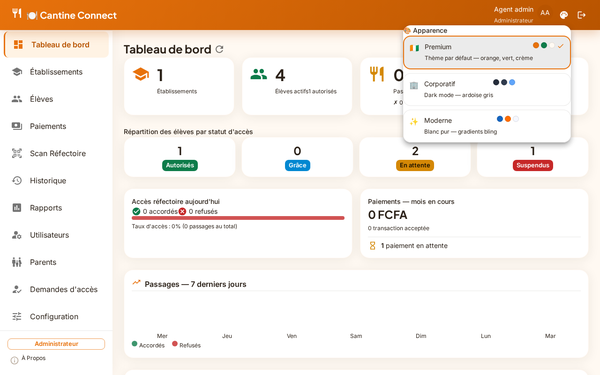 Cantine Connect
Agent admin
Administrateur
AA
Tableau de bord
Établissements
Élèves
Paiements
Scan Réfectoire
Historique
Rapports
Utilisateurs
Parents
Demandes d'accès
Configuration
Administrateur
À Propos
Apparence
Premium
Thème par défaut — orange, vert, crème
Corporatif
Dark mode — ardoise gris
Moderne
Blanc pur — gradients bling
Tableau de bord
1
Établissements
4
Élèves actifs1 autorisés
0
Répartition des élèves par statut d'accès
1
Autorisés
0
Grâce
2
En attente
1
Suspendus
Accès réfectoire aujourd'hui
0 accordés 0 refusés
Taux d'accès : 0% (0 passages au total)
Paiements — mois en cours
0 FCFA
0 transaction acceptée
1 paiement en attente
Passages — 7 derniers jours
Mer Jeu Ven Sam Dim Lun Mar
Accordés Refusés